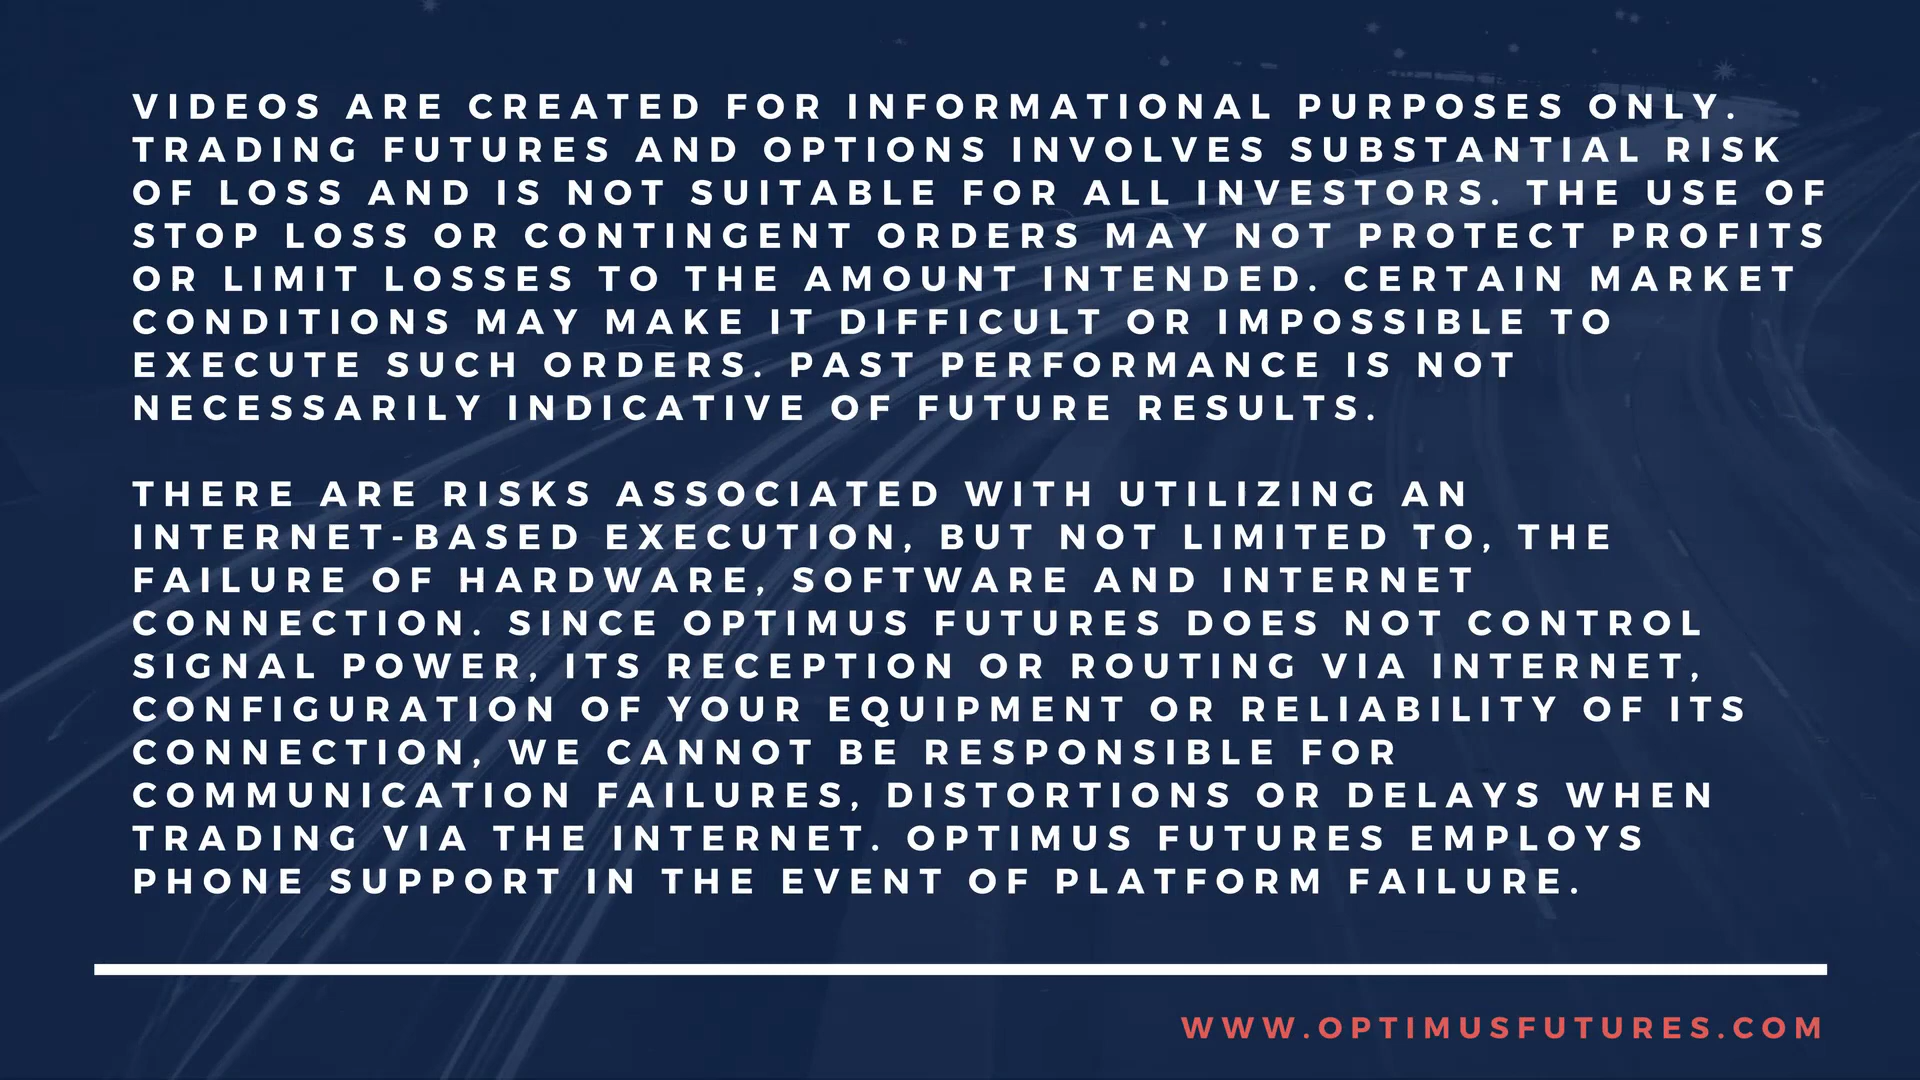 VIDEOS ARE CREATED FOR INFORMATIONAL PURPOSES ONLY.
TRADING FUTURES AND OPTIONS INVOLVES SUBSTANTIAL RISK
OF LOSS AND IS NOT SUITABLE FOR ALL INVESTORS. THE USE OF
STOP LOSS OR CONTINGENT ORDERS MAY NOT PROTECT PROFITS
OR LIMIT LOSSES TO THE AMOUNT INTENDED. CERTAIN MARKET
CONDITIONS MAY MAKE IT DIFFICULT OR IMPOSSIBLE TO
EXECUTE SUCH ORDERS. PAST PERFORMANCE IS NOT
NECESSARILY INDICATIVE OF FUTURE RESULTS.
THERE ARE RISKS ASSOCIATED WITH UTILIZING AN
INTERNET-BASED EXECUTION, BUT NOT LIMITED TO, THE
FAILURE OF HARDWARE, SOFTWARE AND INTERNET
CONNECTION. SINCE OPTIMUS FUTURES DOES NOT CONTROL
SIGNAL POWER, ITS RECEPTION OR ROUTING VIA INTERNET,
CONFIGURATION OF YOUR EQUIPMENT OR RELIABILITY OF ITS
CONNECTION, WE CANNOT BE RESPONSIBLE FOR
COMMUNICATION FAILURES, DISTORTIONS OR DELAYS WHEN
TRADING VIA THE INTERNET. OPTIMUS FUTURES EMPLOYS
PHONE SUPPORT IN THE EVENT OF PLATFORM FAILURE.
WWW.OPTIMUSFUTURES.COM